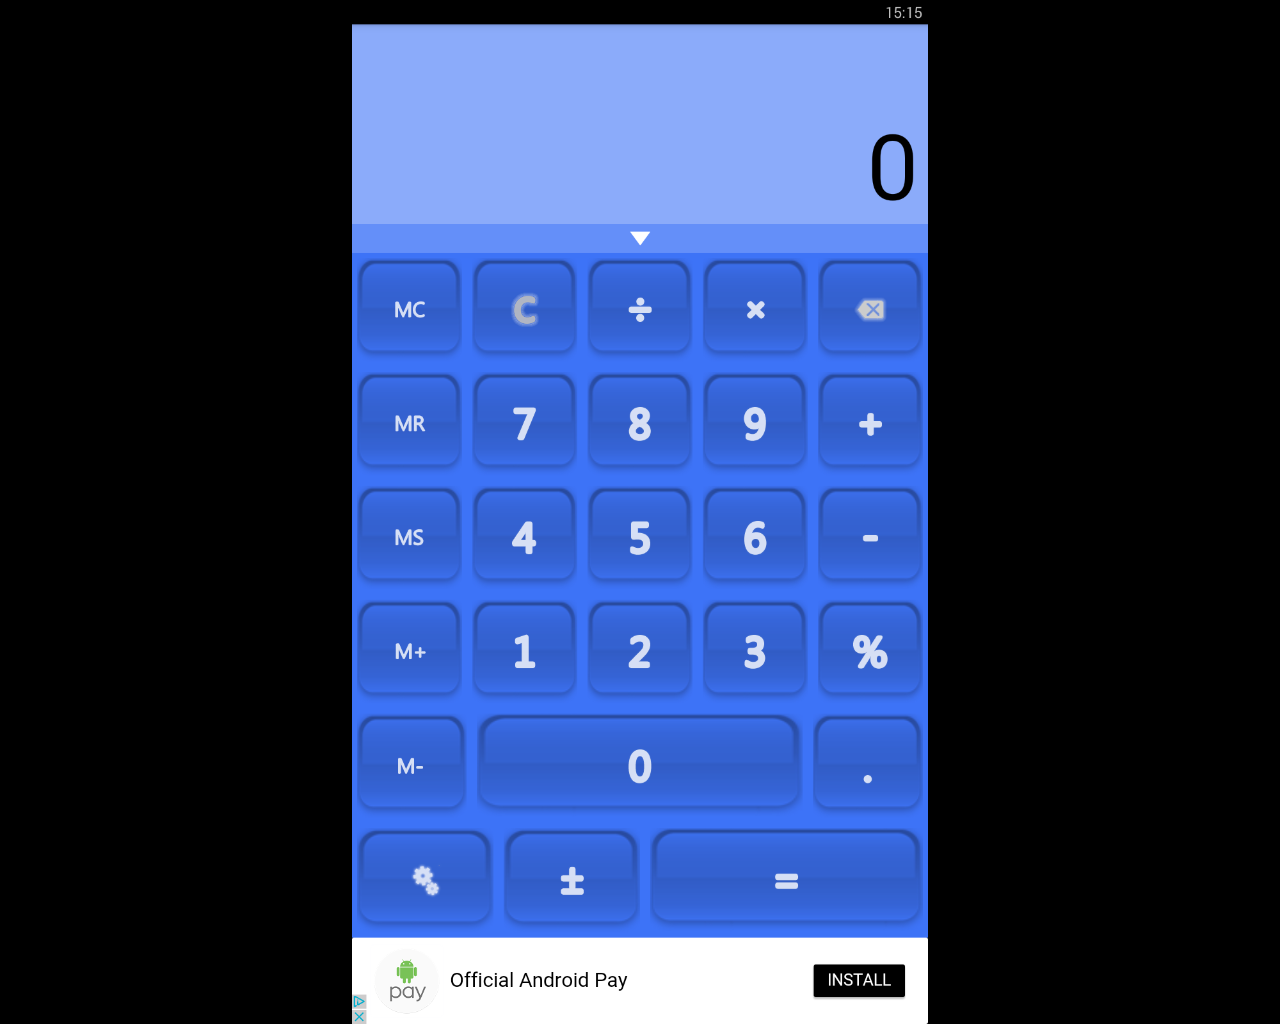 15:15
0
MC C ÷ ×
MR 7 8 9 +
MS 4 5 6 -
M+ 1 2 3 %
M- 0 .
± =
pay Official Android Pay INSTALL